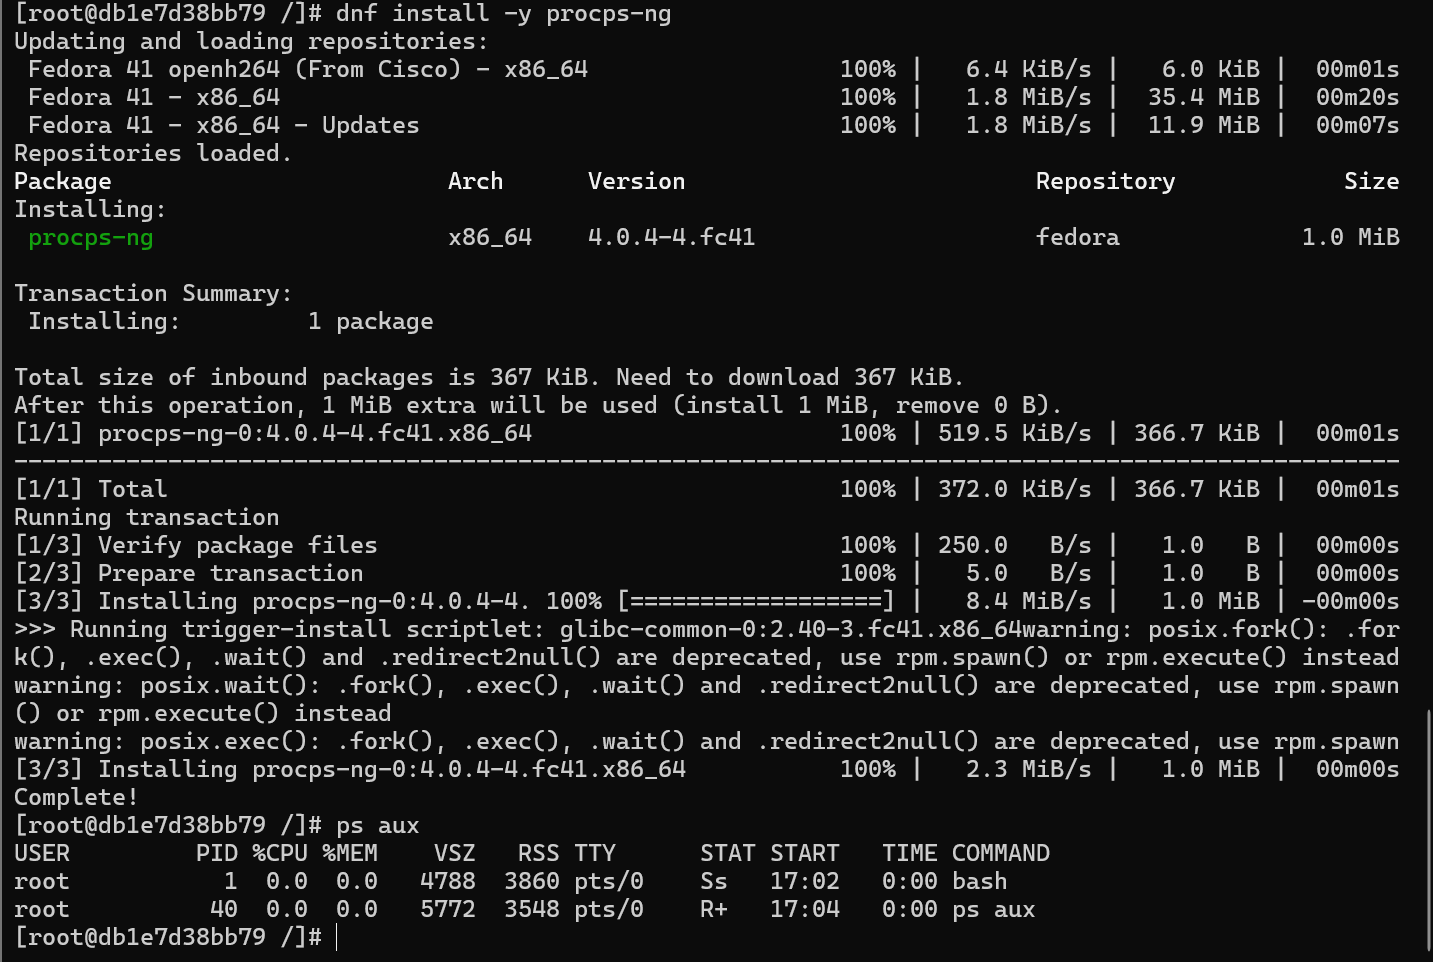 [root@db1e7d38bb79 /]# dnf install -y procps-ng
Updating and loading repositories:
 Fedora 41 openh264 (From Cisco) - x86_64                  100% |   6.4 KiB/s |   6.0 KiB |  00m01s
 Fedora 41 - x86_64                                        100% |   1.8 MiB/s |  35.4 MiB |  00m20s
 Fedora 41 - x86_64 - Updates                              100% |   1.8 MiB/s |  11.9 MiB |  00m07s
Repositories loaded.
Package                        Arch      Version                         Repository            Size
Installing:
 procps-ng                     x86_64    4.0.4-4.fc41                    fedora             1.0 MiB

Transaction Summary:
 Installing:         1 package

Total size of inbound packages is 367 KiB. Need to download 367 KiB.
After this operation, 1 MiB extra will be used (install 1 MiB, remove 0 B).
[1/1] procps-ng-0:4.0.4-4.fc41.x86_64                      100% | 519.5 KiB/s | 366.7 KiB |  00m01s
---------------------------------------------------------------------------------------------------
[1/1] Total                                                100% | 372.0 KiB/s | 366.7 KiB |  00m01s
Running transaction
[1/3] Verify package files                                 100% | 250.0   B/s |   1.0   B |  00m00s
[2/3] Prepare transaction                                  100% |   5.0   B/s |   1.0   B |  00m00s
[3/3] Installing procps-ng-0:4.0.4-4. 100% [==================] |   8.4 MiB/s |   1.0 MiB | -00m00s
>>> Running trigger-install scriptlet: glibc-common-0:2.40-3.fc41.x86_64warning: posix.fork(): .for
k(), .exec(), .wait() and .redirect2null() are deprecated, use rpm.spawn() or rpm.execute() instead
warning: posix.wait(): .fork(), .exec(), .wait() and .redirect2null() are deprecated, use rpm.spawn
() or rpm.execute() instead
warning: posix.exec(): .fork(), .exec(), .wait() and .redirect2null() are deprecated, use rpm.spawn
[3/3] Installing procps-ng-0:4.0.4-4.fc41.x86_64           100% |   2.3 MiB/s |   1.0 MiB |  00m00s
Complete!
[root@db1e7d38bb79 /]# ps aux
USER         PID %CPU %MEM    VSZ   RSS TTY      STAT START   TIME COMMAND
root           1  0.0  0.0   4788  3860 pts/0    Ss   17:02   0:00 bash
root          40  0.0  0.0   5772  3548 pts/0    R+   17:04   0:00 ps aux
[root@db1e7d38bb79 /]#